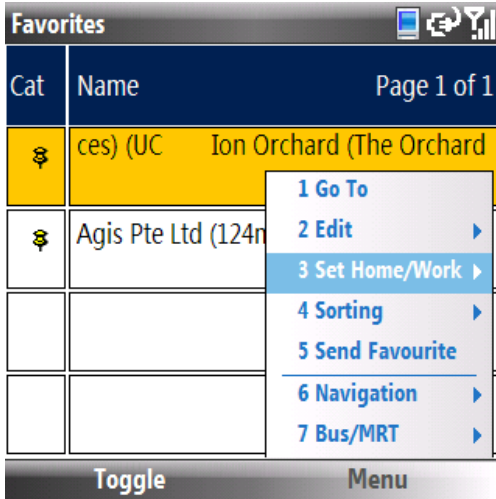 Favorites
Cat Name Page 1 of 1
ces) (UC Ion Orchard (The Orchard
Agis Pte Ltd (124m
1 Go To
2 Edit
3 Set Home/Work
4 Sorting
5 Send Favourite
6 Navigation
7 Bus/MRT
Toggle Menu